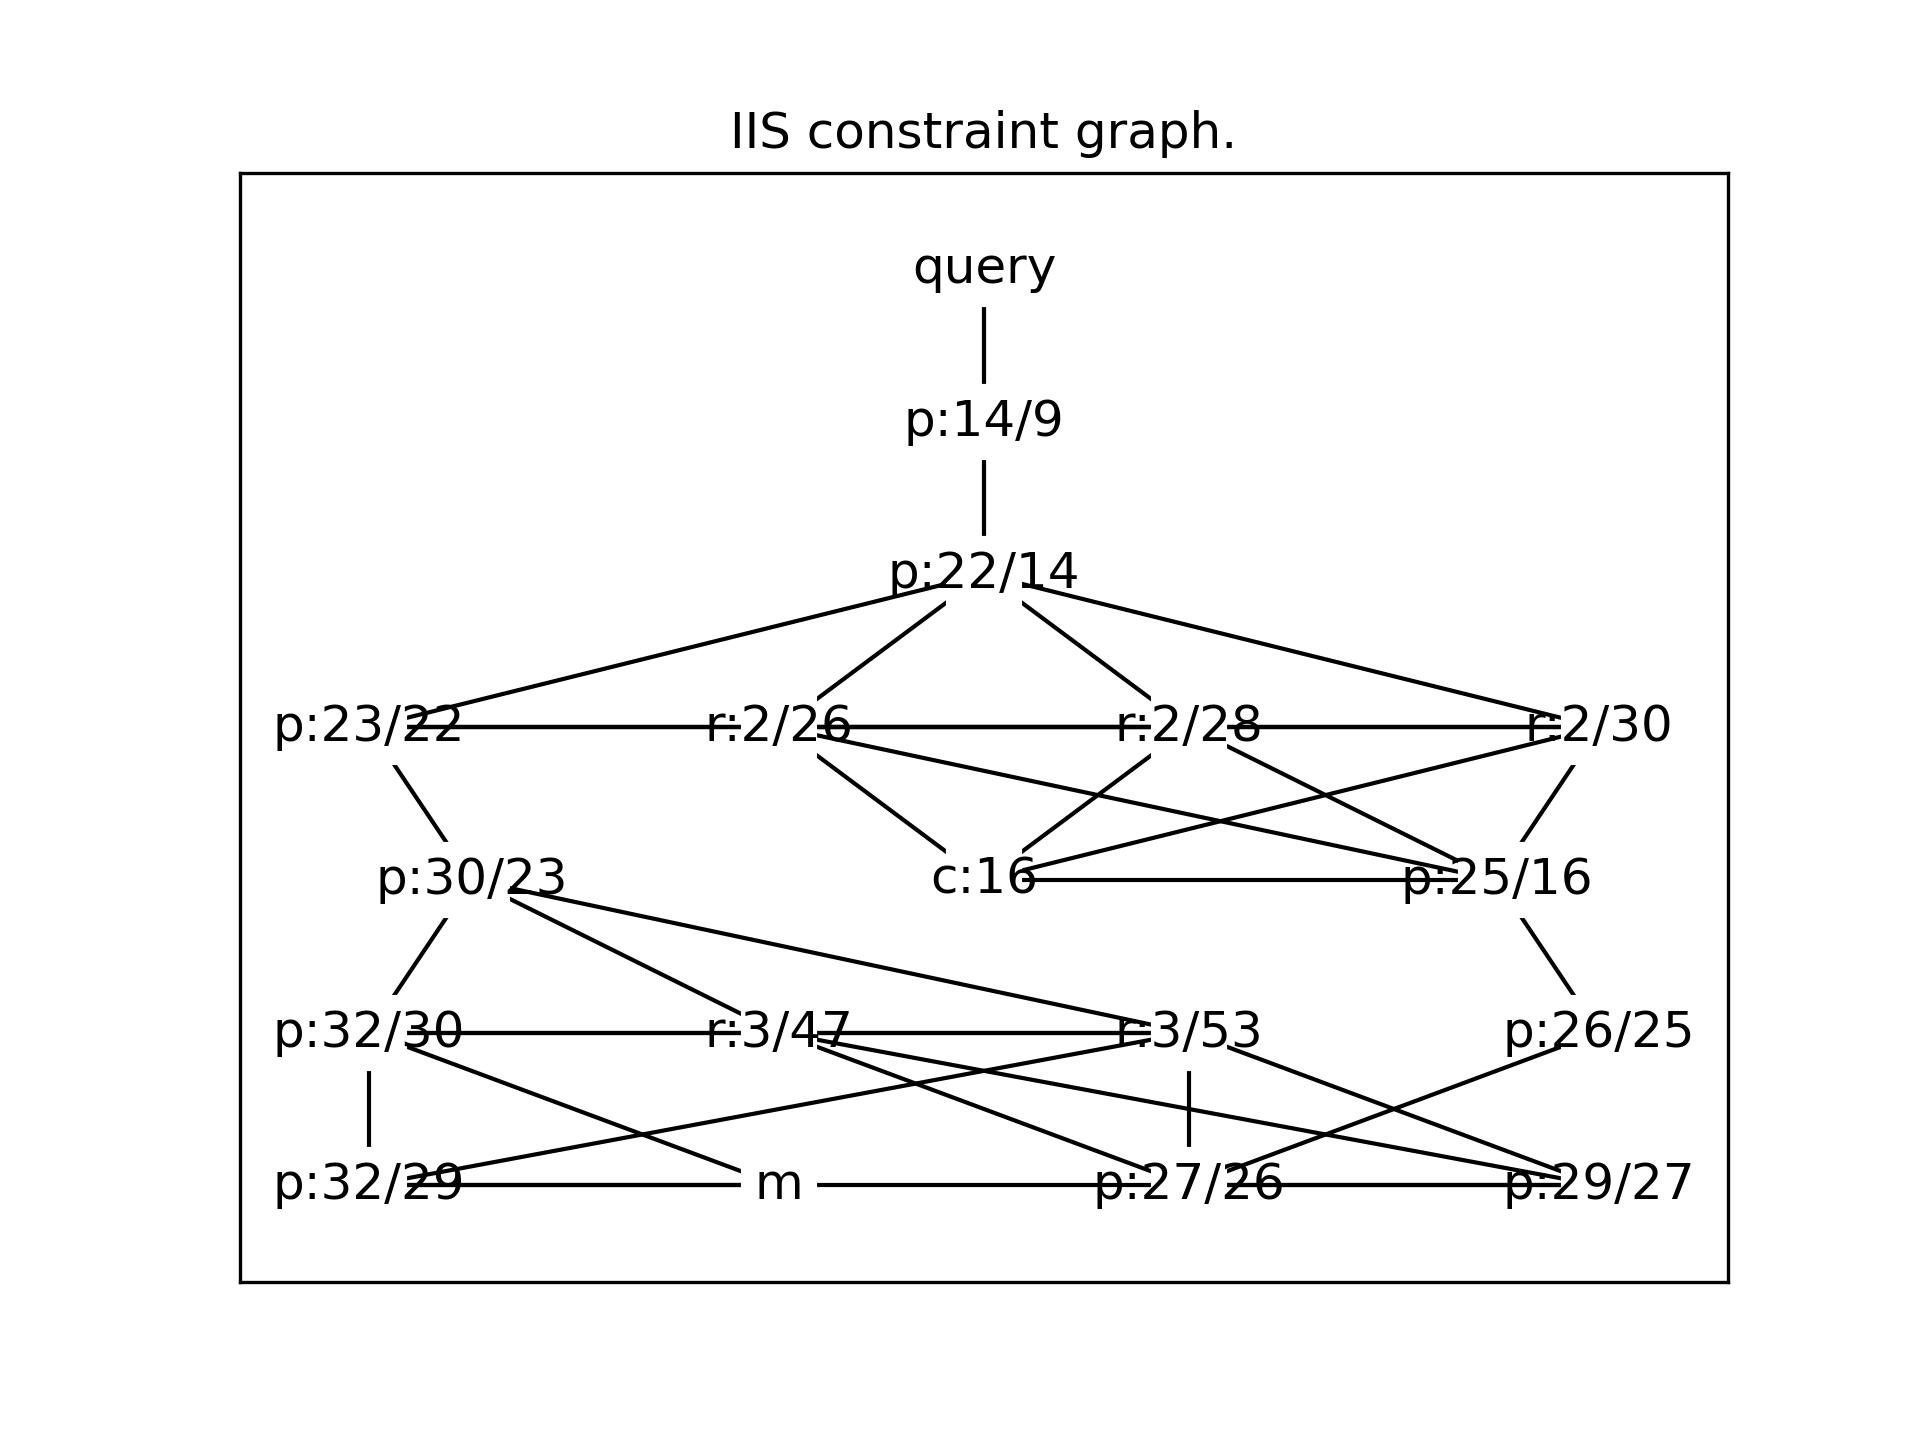 IIS constraint graph.
query
p:14/9
p:22/14
p:23/22 r:2/26 r:2/28 r:2/30
p:30/23 c:16 p:25/16
p:32/30 r:3/47 r:3/53 p:26/25
p:32/29 m p:27/26 p:29/27